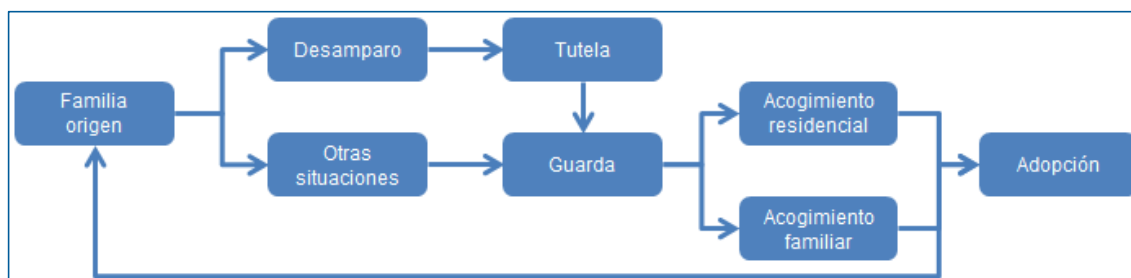 Familia
origen
Desamparo
Otras
situaciones
Tutela
Guarda
Acogimiento
residencial
Acogimiento
familiar
Adopción